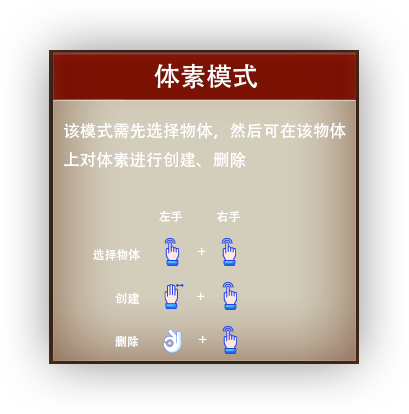 体素模式
该模式需先选择物体，然后可在该物体
上对体素进行创建、删除
左手 右手
选择物体 +
创建 +
删除 +